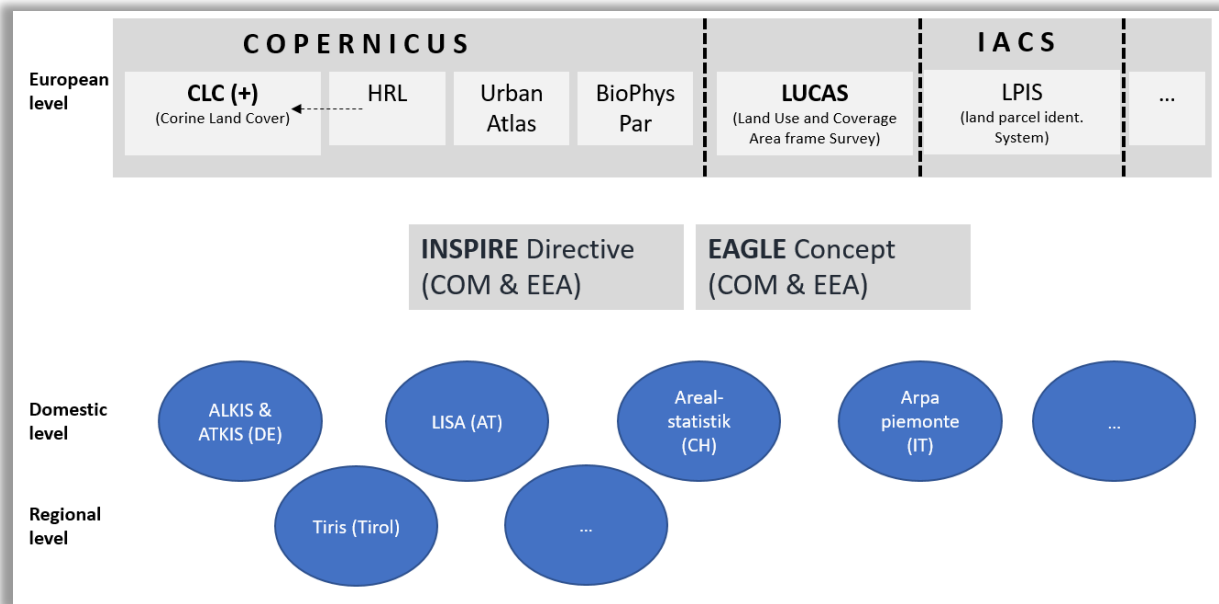 COPERNICUS
IACS
European
level
CLC (+)
(Corine Land Cover)
HRL
Urban
Atlas
BioPhys
Par
LUCAS
(Land Use and Coverage
Area frame Survey)
LPIS
(land parcel ident.
System)
...
INSPIRE Directive
(COM & EEA)
EAGLE Concept
(COM & EEA)
Domestic
level
ALKIS &
ATKIS (DE)
LISA (AT)
Areal-
statistik
(CH)
Arpa
piemonte
(IT)
...
Regional
level
Tiris (Tirol)
...